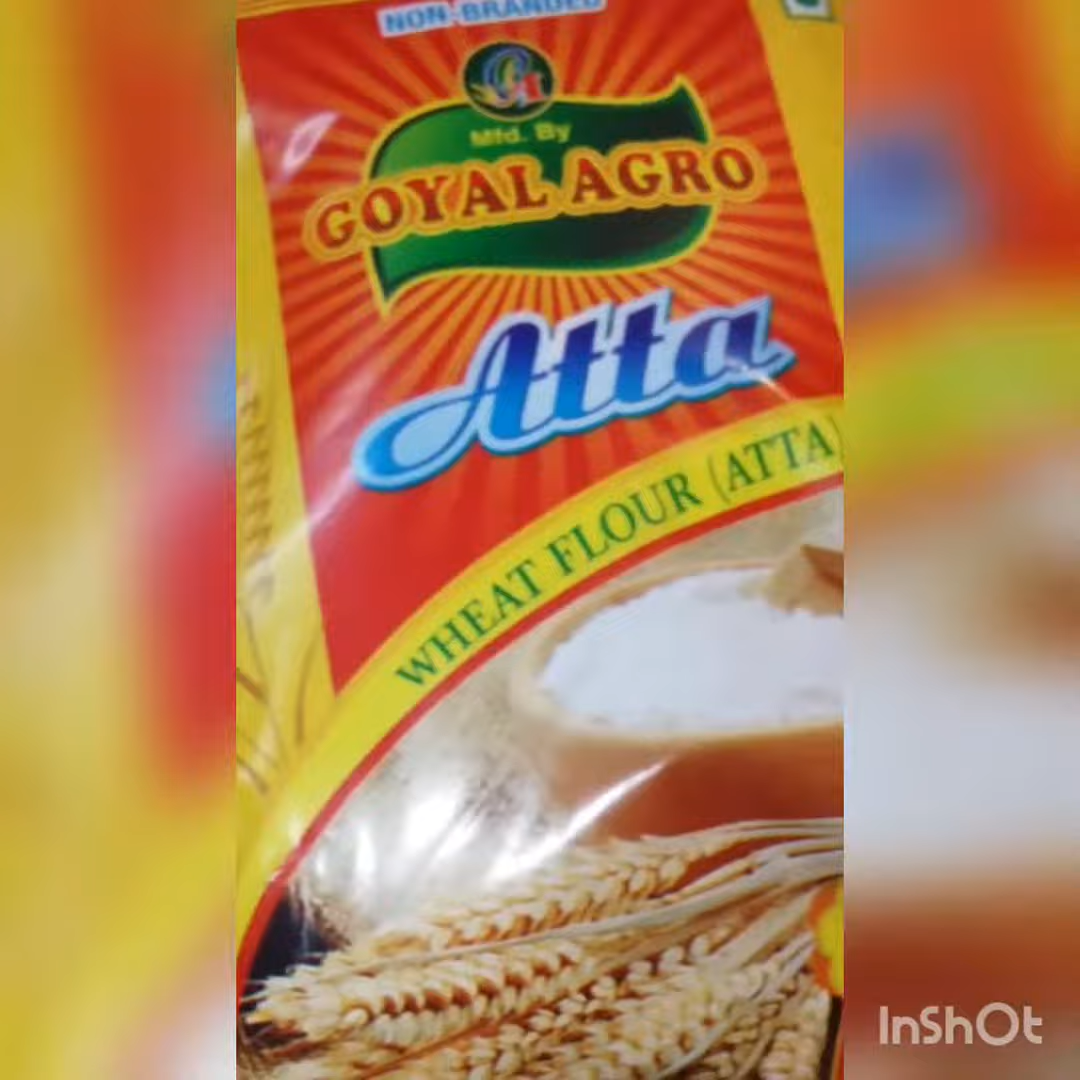 NON-BRANDED
Mfd. By
GOYAL AGRO
Atta
WHEAT FLOUR (ATTA)
InShOt